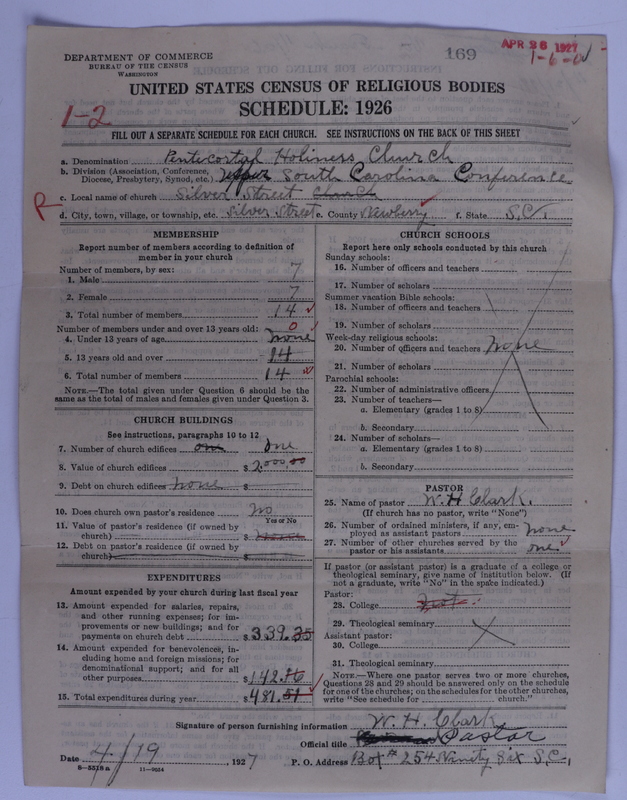 DEPARTMENT OF COMMERCE
BUREAU OF THE CENSUS
WASHINGTON
169
APR 26 1927
1-2
UNITED STATES CENSUS OF RELIGIOUS BODIES
SCHEDULE: 1926
FILL OUT A SEPARATE SCHEDULE FOR EACH CHURCH. SEE INSTRUCTIONS ON THE BACK OF THIS SHEET
a. Denomination Pentecostal Holiness Church
b. Division (Association, Conference, Diocese, Presbytery, Synod, etc.) Upper South Carolina Conference
c. Local name of church Silver Street Church
R
d. City, town, village, or township, etc. Silver Street e. County Newberry f. State S.C.
MEMBERSHIP
Report number of members according to definition of
member in your church
Number of members, by sex:
1. Male 7
2. Female 7
3. Total number of members 14
Number of members under and over 13 years old:
4. Under 13 years of age 0 none
5. 13 years old and over 14
6. Total number of members 14
NOTE.—The total given under Question 6 should be the
same as the total of males and females given under Question 3.
CHURCH BUILDINGS
See instructions, paragraphs 10 to 12
7. Number of church edifices one One
8. Value of church edifices $ 2,000.00
9. Debt on church edifices none $
10. Does church own pastor's residence? no
Yes or No
11. Value of pastor's residence (if owned by
church) $
12. Debt on pastor's residence (if owned by
church) $
EXPENDITURES
Amount expended by your church during last fiscal year
13. Amount expended for salaries, repairs,
and other running expenses; for im-
provements or new buildings; and for
payments on church debt $ 339.35
14. Amount expended for benevolences, in-
cluding home and foreign missions; for
denominational support; and for all
other purposes $ 142.16
15. Total expenditures during year $ 481.51
CHURCH SCHOOLS
Report here only schools conducted by this church
Sunday schools:
16. Number of officers and teachers
17. Number of scholars
Summer vacation Bible schools:
18. Number of officers and teachers
19. Number of scholars
Week-day religious schools:
20. Number of officers and teachers None
21. Number of scholars
Parochial schools:
22. Number of administrative officers
23. Number of teachers—
a. Elementary (grades 1 to 8)
b. Secondary
24. Number of scholars—
a. Elementary (grades 1 to 8)
b. Secondary
PASTOR
25. Name of pastor W. H. Clark.
(If church has no pastor, write "None")
26. Number of ordained ministers, if any, em-
ployed as assistant pastors none
27. Number of other churches served by the
pastor or his assistants one
If pastor (or assistant pastor) is a graduate of a college or
theological seminary, give name of institution below. (If
not a graduate, write "No" in the space indicated.)
Pastor:
28. College
29. Theological seminary
Assistant pastor:
30. College
31. Theological seminary
NOTE.—Where one pastor serves two or more churches,
Questions 28 and 29 should be answered only on the schedule
for one of the churches; on the schedules for the other churches,
write "See schedule for church."
Signature of person furnishing information W. H. Clark
Official title Pastor
Date 4/19 1927 P. O. Address Box # 254 Ninity Six S.C.
8—5518a 11—9054